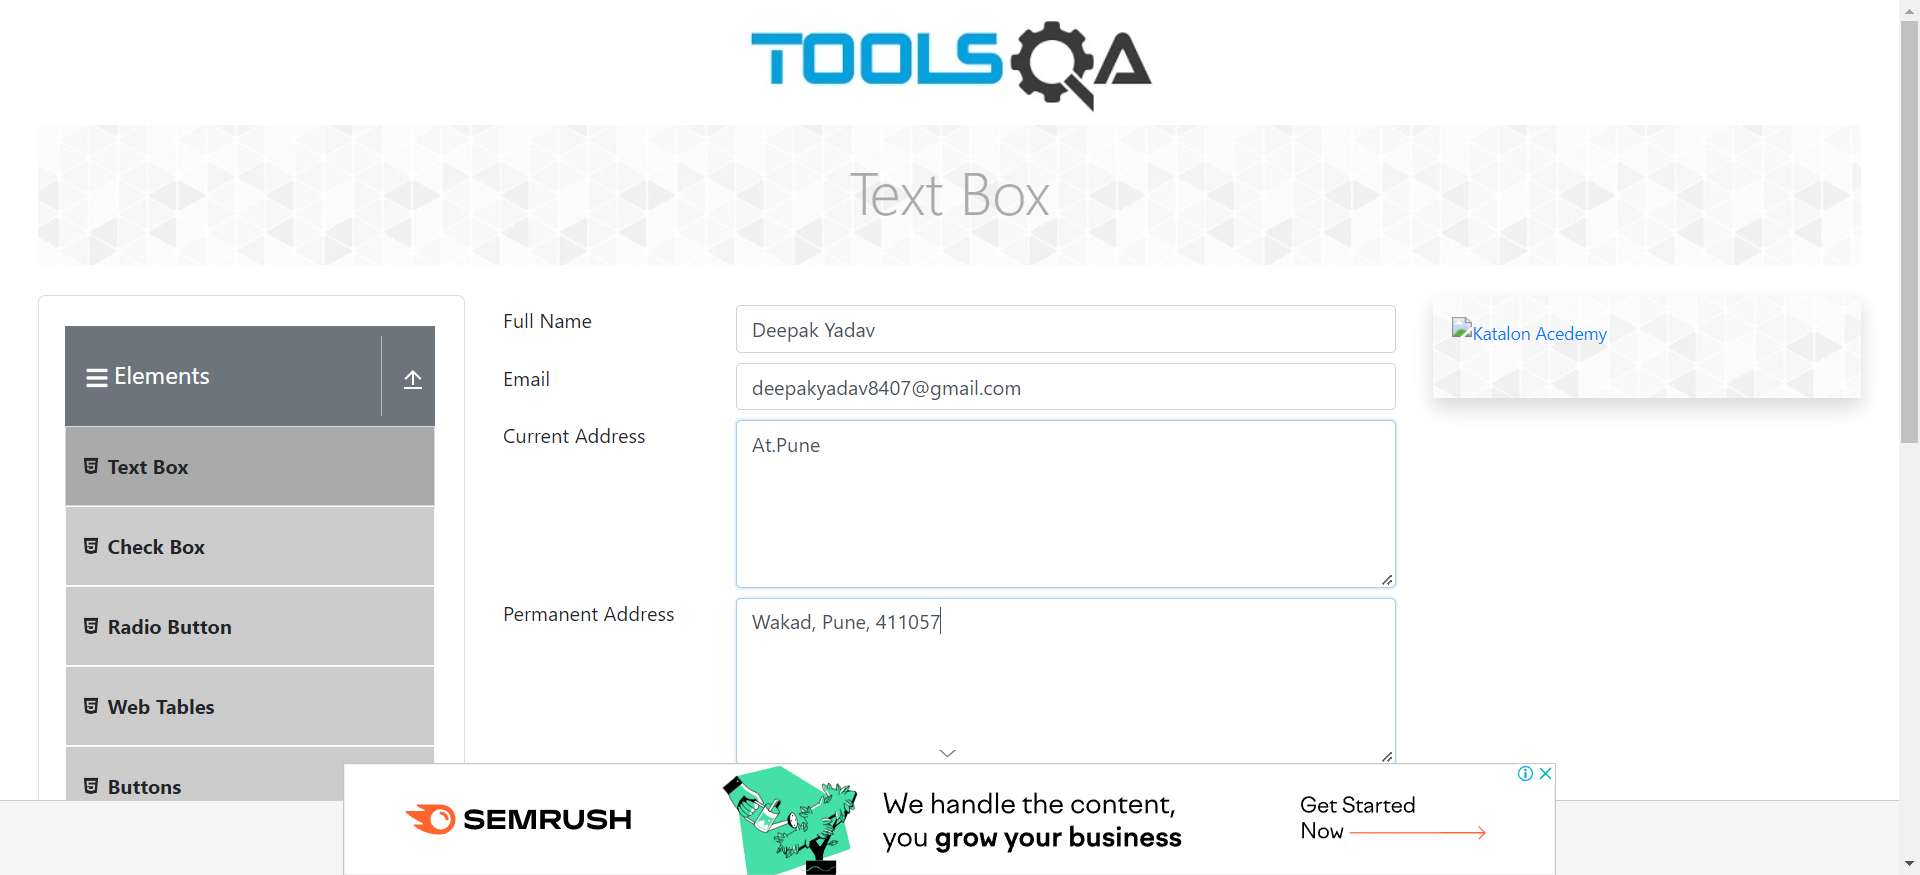 TOOLSQA
Text Box
Elements
Text Box
Check Box
Radio Button
Web Tables
Buttons
Full Name
Deepak Yadav
Email
deepakyadav8407@gmail.com
Current Address
At.Pune
Permanent Address
Wakad, Pune, 411057
Katalon Acedemy
SEMRUSH
We handle the content,
you grow your business
Get Started
Now